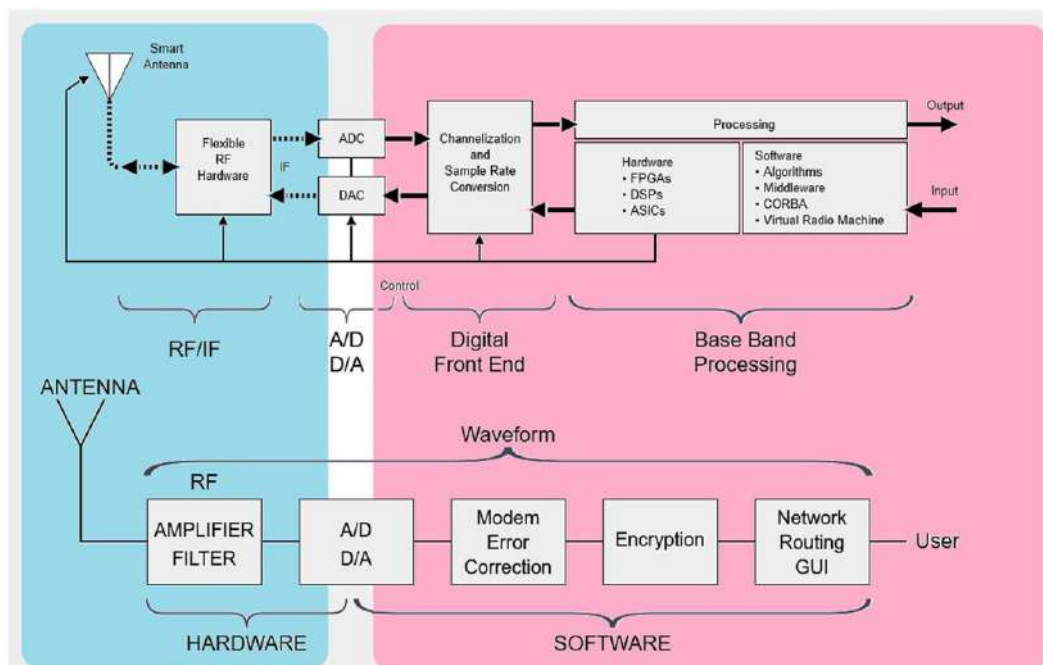 Smart
Antenna
Flexible
RF
Hardware
IF
ADC
DAC
Channelization
and
Sample Rate
Conversion
Processing
Hardware
• FPGAs
• DSPs
• ASICs
Software
• Algorithms
• Middleware
• CORBA
• Virtual Radio Machine
Output
Input
Control
RF/IF
A/D
D/A
Digital
Front End
Base Band
Processing
ANTENNA
Waveform
RF
AMPLIFIER
FILTER
A/D
D/A
Modem
Error
Correction
Encryption
Network
Routing
GUI
User
HARDWARE
SOFTWARE